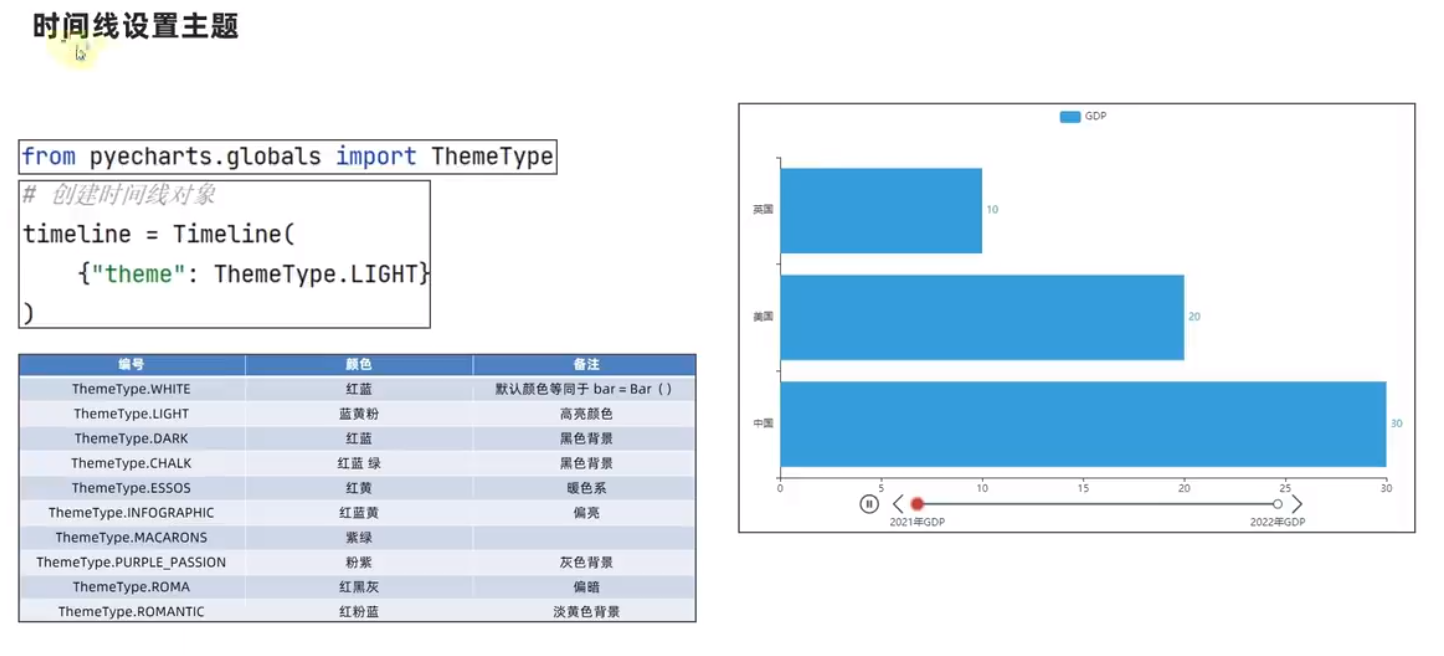 时间线设置主题
from pyecharts.globals import ThemeType
# 创建时间线对象
timeline = Timeline(
{"theme": ThemeType.LIGHT}
)
编号 颜色 备注
ThemeType.WHITE 红蓝 默认颜色等同于 bar = Bar（）
ThemeType.LIGHT 蓝黄粉 高亮颜色
ThemeType.DARK 红蓝 黑色背景
ThemeType.CHALK 红蓝 绿 黑色背景
ThemeType.ESSOS 红黄 暖色系
ThemeType.INFOGRAPHIC 红蓝黄 偏亮
ThemeType.MACARONS 紫绿
ThemeType.PURPLE_PASSION 粉紫 灰色背景
ThemeType.ROMA 红黑灰 偏暗
ThemeType.ROMANTIC 红粉蓝 淡黄色背景
GDP
英国 10
美国 20
中国 30
0 5 10 15 20 25 30
2021年GDP 2022年GDP